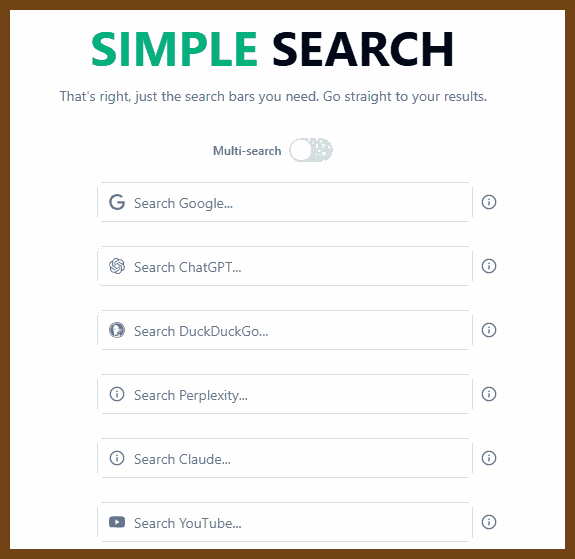 SIMPLE SEARCH
That's right, just the search bars you need. Go straight to your results.
Multi-search
Search Google...
Search ChatGPT...
Search DuckDuckGo...
Search Perplexity...
Search Claude...
Search YouTube...